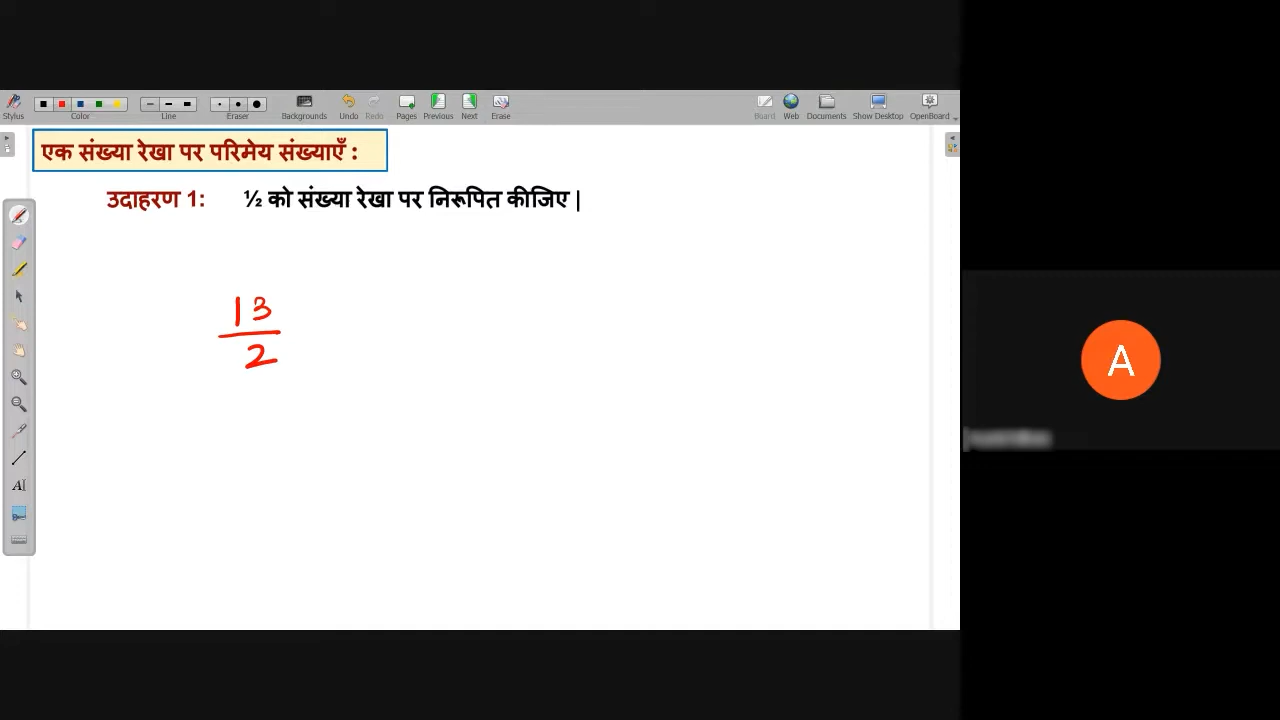 Stylus Color Line Eraser Backgrounds Undo Redo Pages Previous Next Erase Board Web Documents Show Desktop OpenBoard
एक संख्या रेखा पर परिमेय संख्याएँ :
उदाहरण 1: ½ को संख्या रेखा पर निरूपित कीजिए |
13
2
A